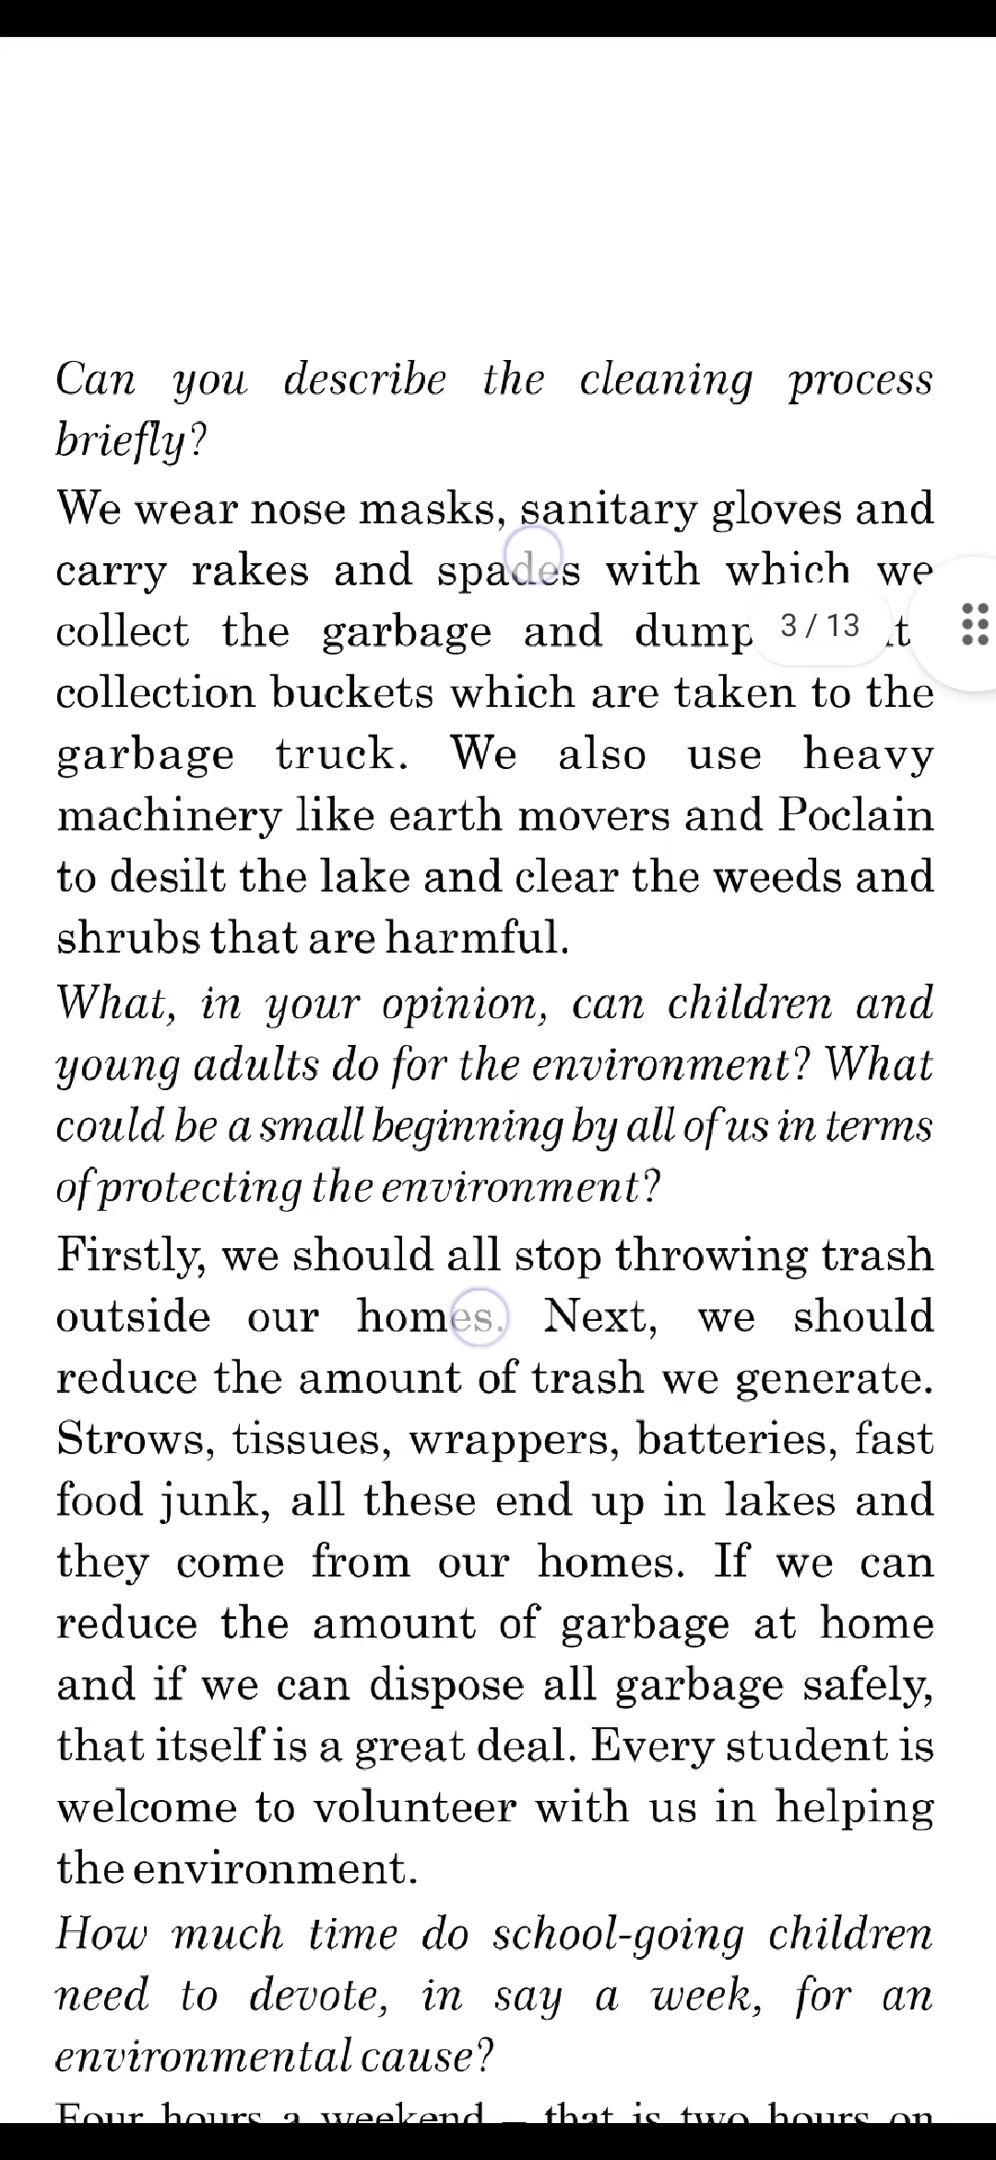 Can you describe the cleaning process
briefly?
We wear nose masks, sanitary gloves and
carry rakes and spades with which we
collect the garbage and dump
3 / 13
collection buckets which are taken to the
garbage truck. We also use heavy
machinery like earth movers and Poclain
to desilt the lake and clear the weeds and
shrubs that are harmful.
What, in your opinion, can children and
young adults do for the environment? What
could be a small beginning by all of us in terms
of protecting the environment?
Firstly, we should all stop throwing trash
outside our homes. Next, we should
reduce the amount of trash we generate.
Strows, tissues, wrappers, batteries, fast
food junk, all these end up in lakes and
they come from our homes. If we can
reduce the amount of garbage at home
and if we can dispose all garbage safely,
that itself is a great deal. Every student is
welcome to volunteer with us in helping
the environment.
How much time do school-going children
need to devote, in say a week, for an
environmental cause?
Four hours a weekend – that is two hours on